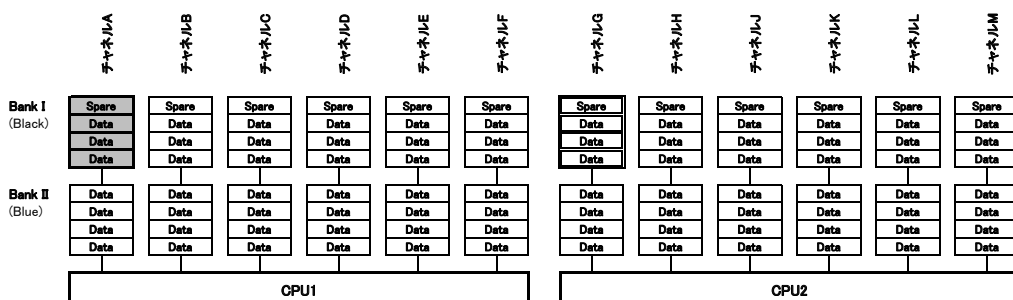 チャネルA チャネルB チャネルC チャネルD チャネルE チャネルF チャネルG チャネルH チャネルJ チャネルK チャネルL チャネルM
Bank I Spare Spare Spare Spare Spare Spare Spare Spare Spare Spare Spare Spare
(Black) Data Data Data Data Data Data Data Data Data Data Data Data
Data Data Data Data Data Data Data Data Data Data Data Data
Data Data Data Data Data Data Data Data Data Data Data Data
Bank II Data Data Data Data Data Data Data Data Data Data Data Data
(Blue) Data Data Data Data Data Data Data Data Data Data Data Data
Data Data Data Data Data Data Data Data Data Data Data Data
Data Data Data Data Data Data Data Data Data Data Data Data
CPU1 CPU2